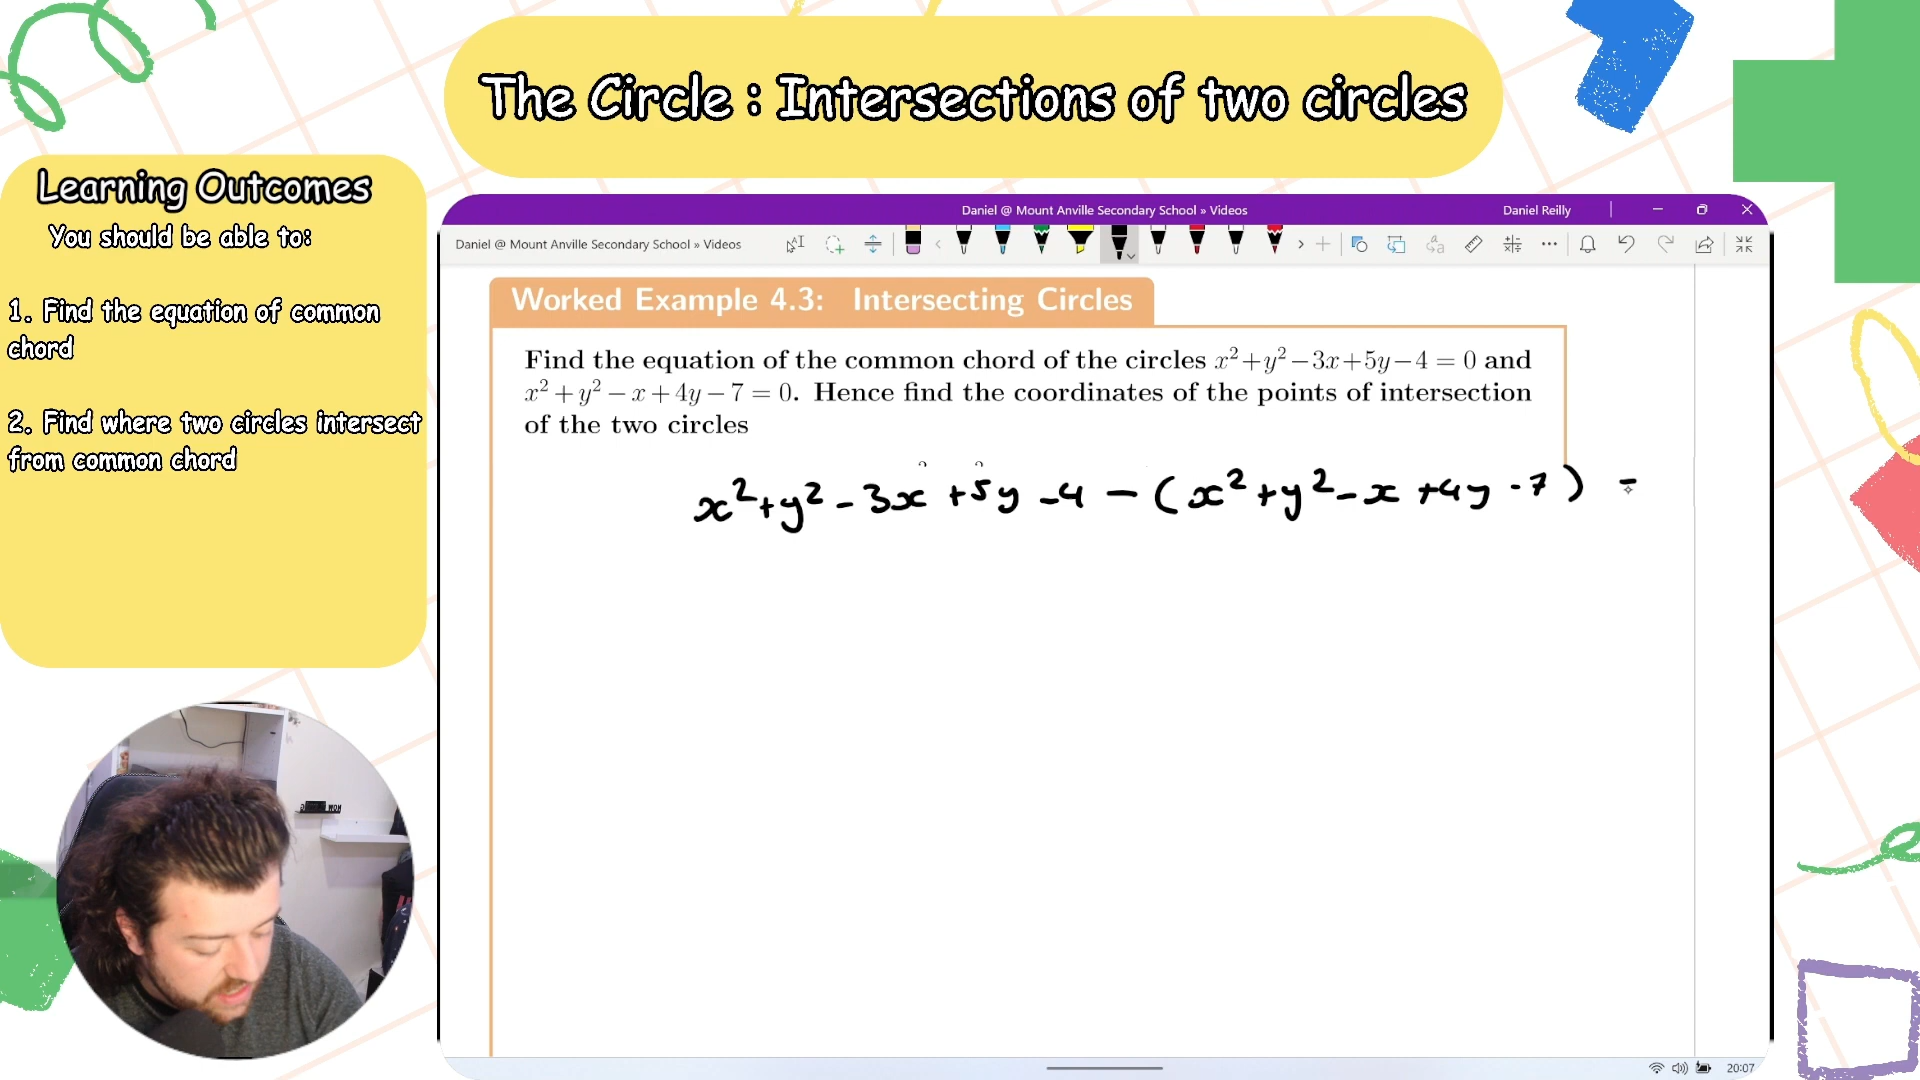 The Circle : Intersections of two circles
Learning Outcomes
You should be able to:
1. Find the equation of common
chord
2. Find where two circles intersect
from common chord
Daniel @ Mount Anville Secondary School » Videos
Daniel Reilly
Daniel @ Mount Anville Secondary School » Videos
Worked Example 4.3: Intersecting Circles
Find the equation of the common chord of the circles x²+y²−3x+5y−4 = 0 and
x² + y² − x + 4y − 7 = 0. Hence find the coordinates of the points of intersection
of the two circles
x²+y²-3x+5y-4-(x²+y²-x+4y-7) =
20:07